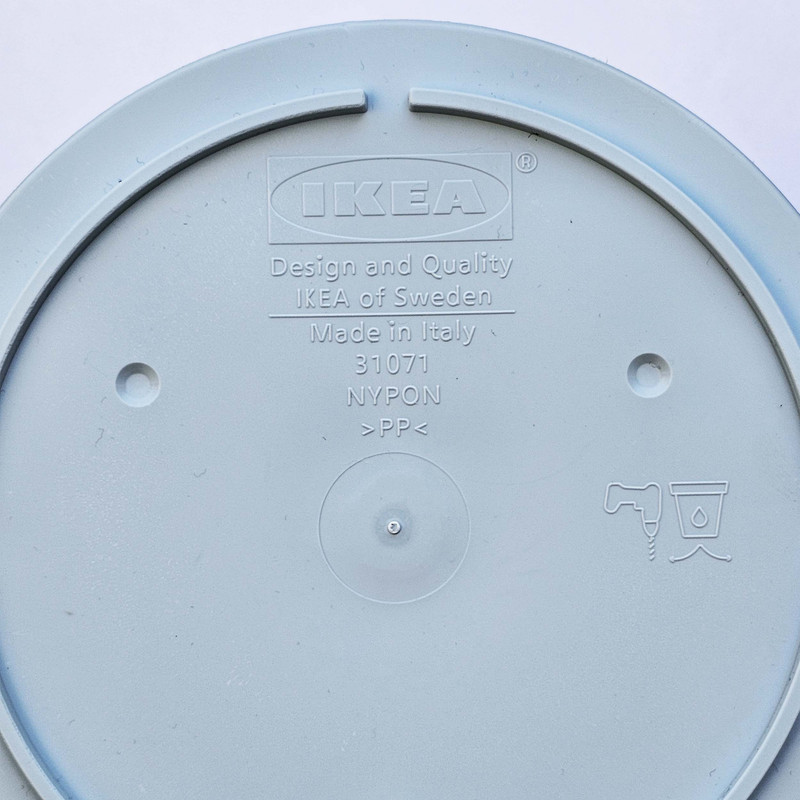 IKEA®
Design and Quality
IKEA of Sweden
Made in Italy
31071
NYPON
>PP<